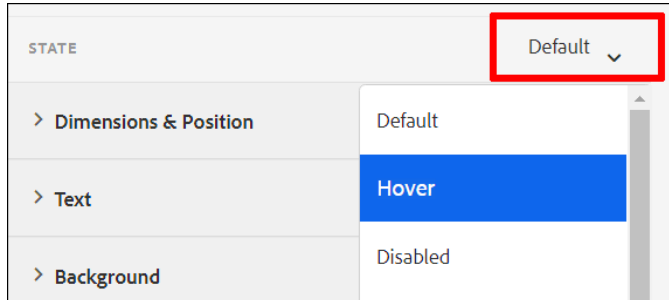 STATE
Default
Dimensions & Position
Default
Text
Hover
Background
Disabled